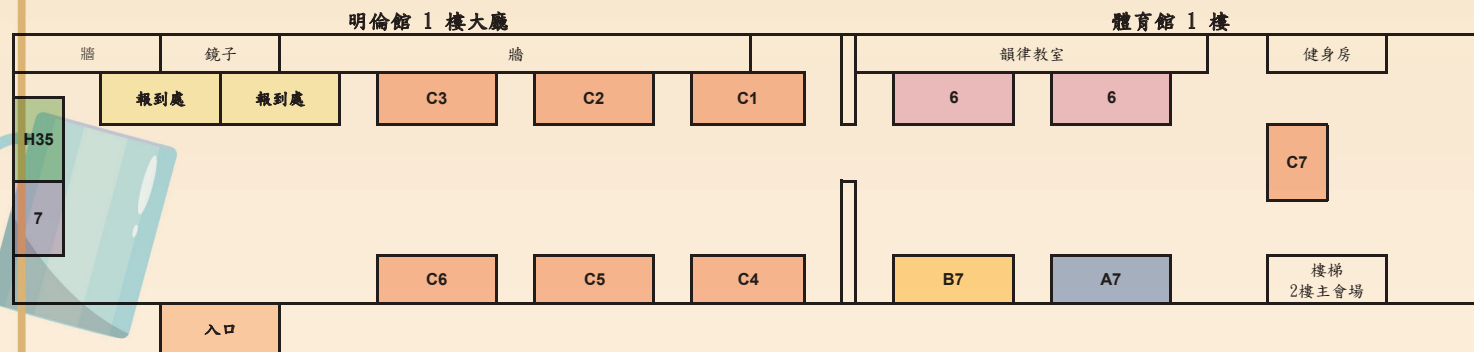 明倫館 1 樓大廳
體育館 1 樓
牆
鏡子
牆
韻律教室
健身房
報到處
報到處
C3
C2
C1
6
6
H35
C7
7
C6
C5
C4
B7
A7
樓梯
2樓主會場
入口